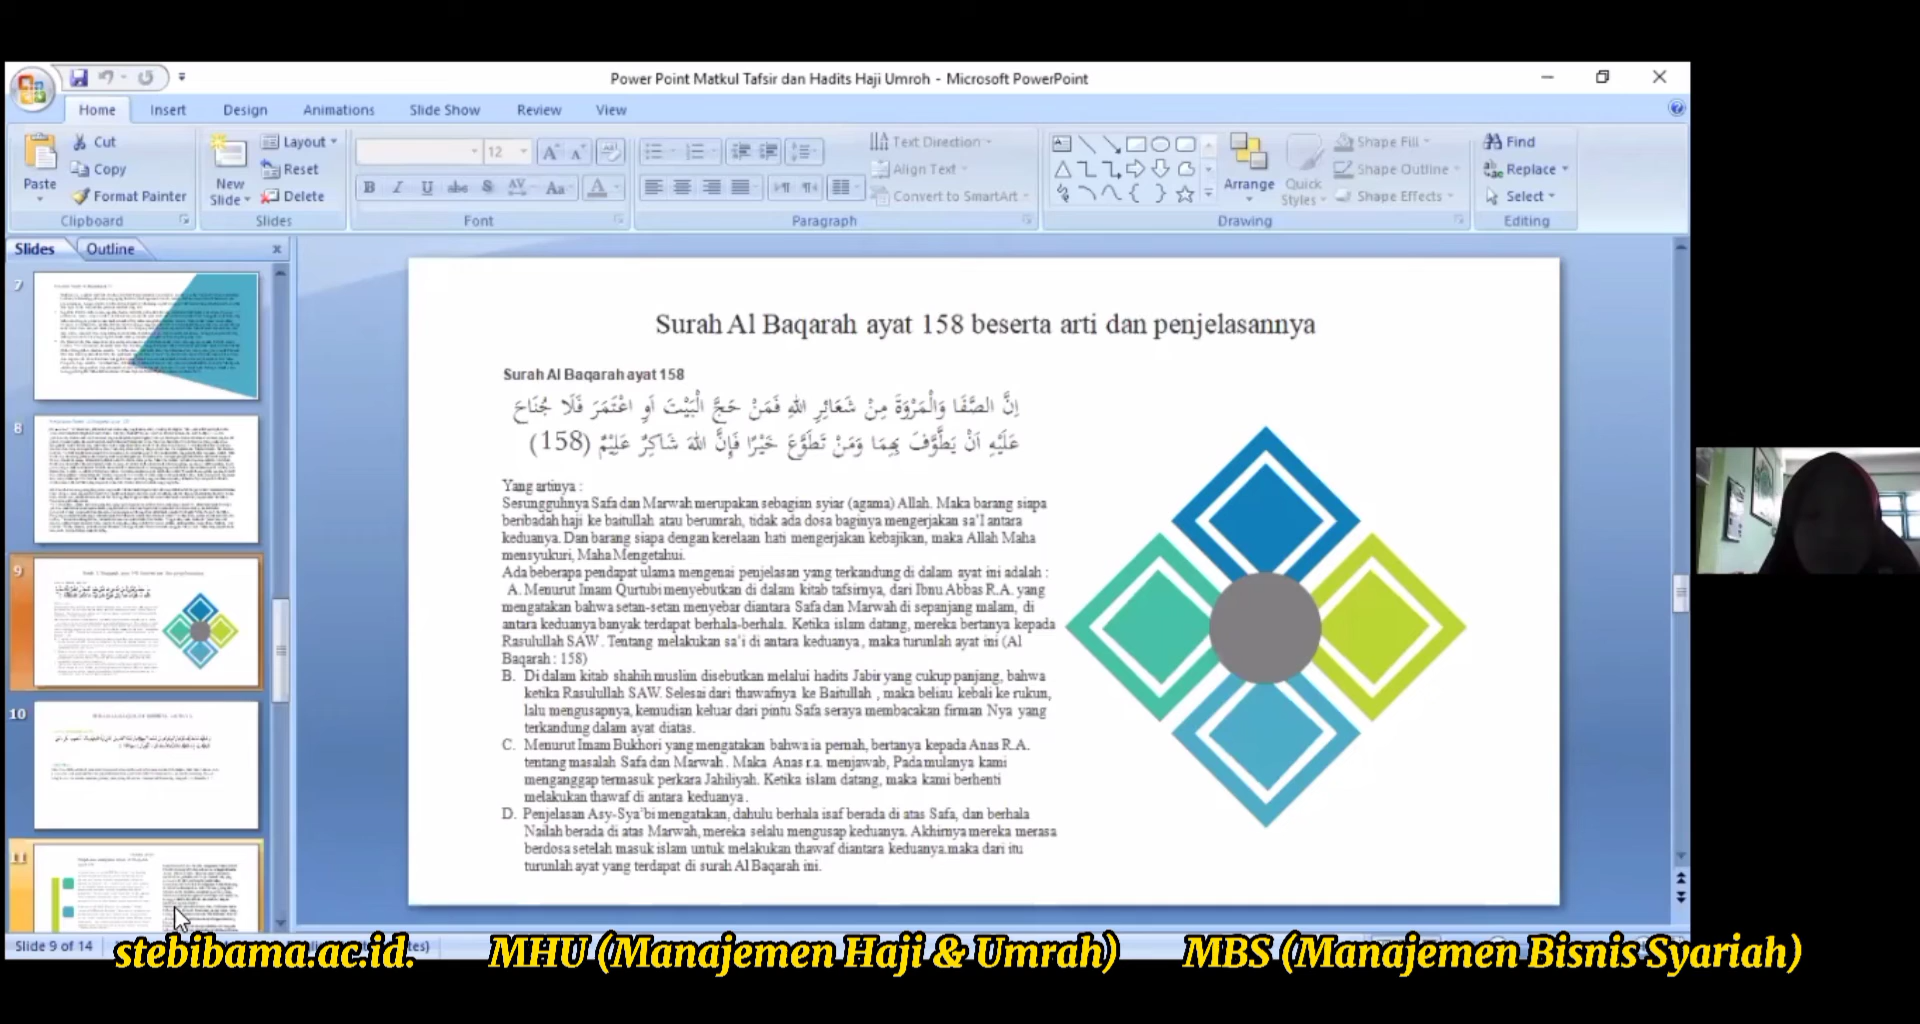 Power Point Matkul Tafsir dan Hadits Haji Umroh - Microsoft PowerPoint
Home Insert Design Animations Slide Show Review View
Paste
Cut
Copy
Format Painter
Clipboard
New Slide
Layout
Reset
Delete
Slides
12
Font
Paragraph
Text Direction
Align Text
Convert to SmartArt
Arrange
Quick Styles
Shape Fill
Shape Outline
Shape Effects
Drawing
Find
Replace
Select
Editing
Slides Outline
7
8
9
10
11
Surah Al Baqarah ayat 158 beserta arti dan penjelasannya
Surah Al Baqarah ayat 158
اِنَّ الصَّفَا وَالْمَرْوَةَ مِنْ شَعَائِرِ اللهِ فَمَنْ حَجَّ الْبَيْتَ اَوِ اعْتَمَرَ فَلَا جُنَاحَ
عَلَيْهِ اَنْ يَطَّوَّفَ بِهِمَا وَمَنْ تَطَوَّعَ خَيْرًا فَاِنَّ اللهَ شَاكِرٌ عَلِيْمٌ (158)
Yang artinya :
Sesungguhnya Safa dan Marwah merupakan sebagian syiar (agama) Allah. Maka barang siapa
beribadah haji ke baitullah atau berumrah, tidak ada dosa baginya mengerjakan sa'I antara
keduanya. Dan barang siapa dengan kerelaan hati mengerjakan kebajikan, maka Allah Maha
mensyukuri, Maha Mengetahui.
Ada beberapa pendapat ulama mengenai penjelasan yang terkandung di dalam ayat ini adalah :
A. Menurut Imam Qurtubi menyebutkan di dalam kitab tafsirnya, dari Ibnu Abbas R.A. yang
mengatakan bahwa setan-setan menyebar diantara Safa dan Marwah di sepanjang malam, di
antara keduanya banyak terdapat berhala-berhala. Ketika islam datang, mereka bertanya kepada
Rasulullah SAW. Tentang melakukan sa'i di antara keduanya, maka turunlah ayat ini (Al
Baqarah : 158)
B. Di dalam kitab shahih muslim disebutkan melalui hadits Jabir yang cukup panjang, bahwa
ketika Rasulullah SAW. Selesai dari thawafnya ke Baitullah , maka beliau kebali ke rukun,
lalu mengusapnya, kemudian keluar dari pintu Safa seraya membacakan firman Nya yang
terkandung dalam ayat diatas.
C. Menurut Imam Bukhori yang mengatakan bahwa ia pernah, bertanya kepada Anas R.A.
tentang masalah Safa dan Marwah . Maka Anas r.a. menjawab, Pada mulanya kami
menganggap termasuk perkara Jahiliyah. Ketika islam datang, maka kami berhenti
melakukan thawaf di antara keduanya.
D. Penjelasan Asy-Sya'bi mengatakan, dahulu berhala isaf berada di atas Safa, dan berhala
Nailah berada di atas Marwah, mereka selalu mengusap keduanya. Akhirnya mereka merasa
berdosa setelah masuk islam untuk melakukan thawaf diantara keduanya.maka dari itu
turunlah ayat yang terdapat di surah Al Baqarah ini.
Slide 9 of 14
stebibama.ac.id. MHU (Manajemen Haji & Umrah) MBS (Manajemen Bisnis Syariah)